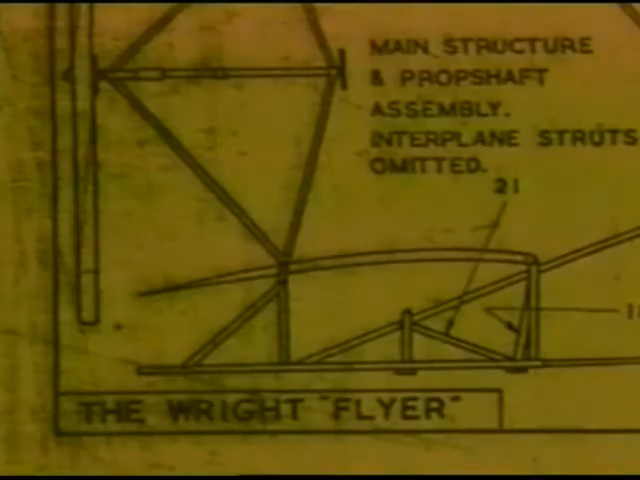 MAIN STRUCTURE
& PROPSHAFT
ASSEMBLY.
INTERPLANE STRUTS
OMITTED.
21
THE WRIGHT "FLYER"